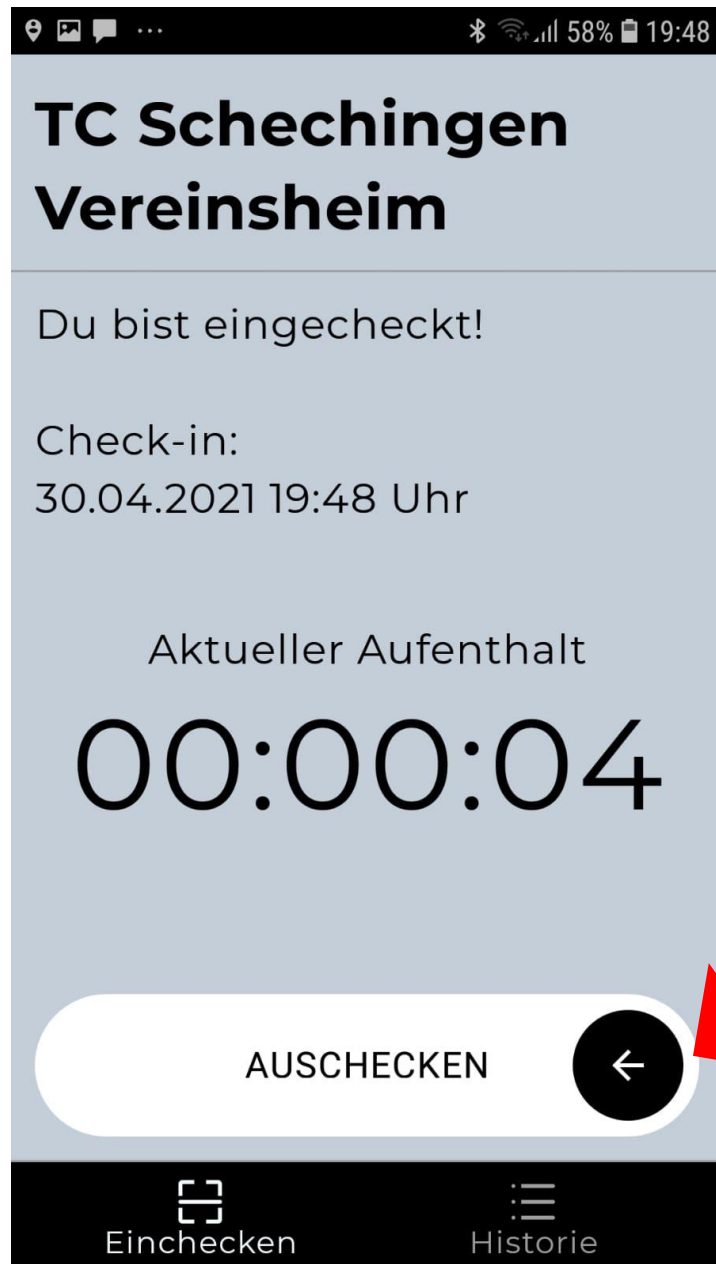 58% 19:48
TC Schechingen
Vereinsheim
Du bist eingecheckt!
Check-in:
30.04.2021 19:48 Uhr
Aktueller Aufenthalt
00:00:04
AUSCHECKEN
Einchecken Historie